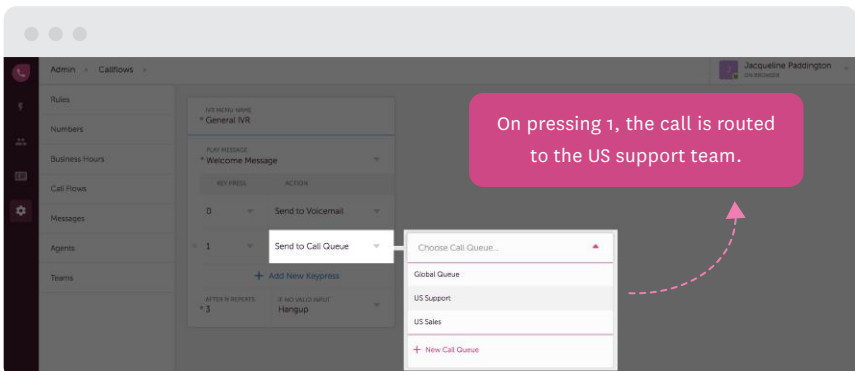 Admin > Callflows >
Jacqueline Paddington
ON BROWSER
Rules
Numbers
Business Hours
Call Flows
Messages
Agents
Teams
IVR MENU NAME
* General IVR
PLAY MESSAGE
* Welcome Message
KEY PRESS ACTION
0 Send to Voicemail
1 Send to Call Queue
+ Add New Keypress
AFTER N REPEATS IF NO VALID INPUT
* 3 Hangup
Choose Call Queue...
Global Queue
US Support
US Sales
+ New Call Queue
On pressing 1, the call is routed
to the US support team.